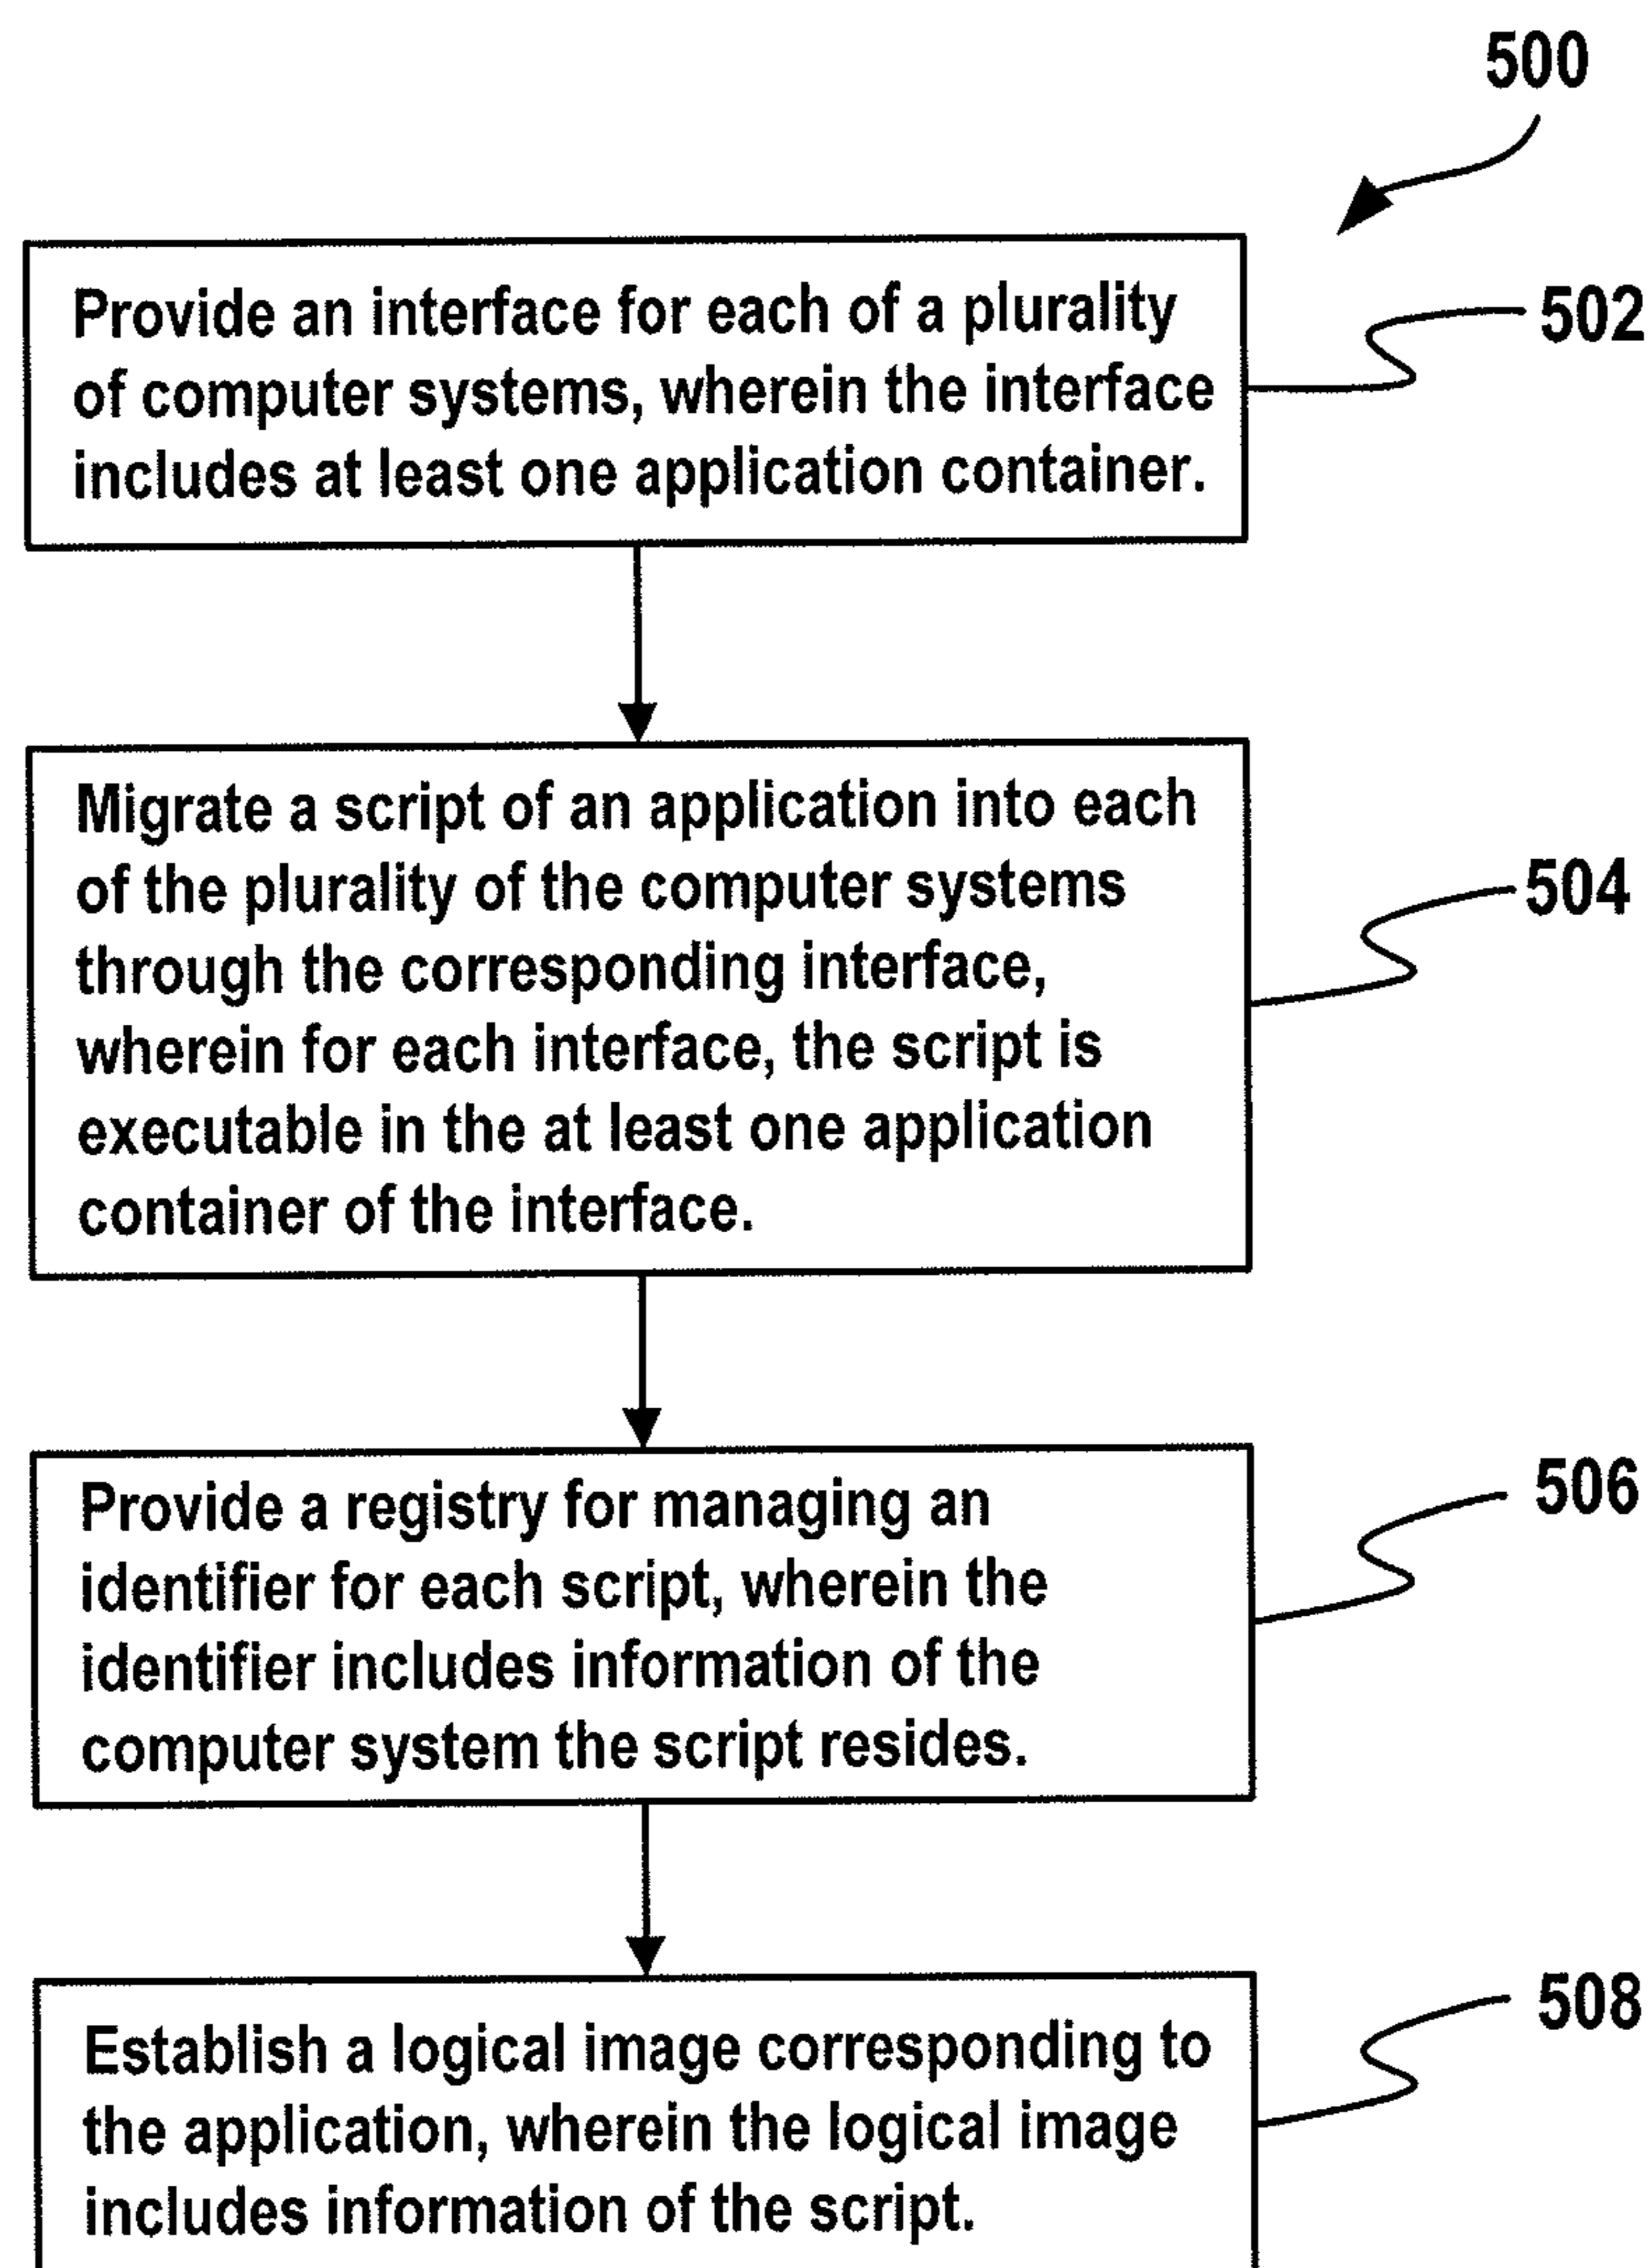 500
Provide an interface for each of a plurality
of computer systems, wherein the interface
includes at least one application container.
502
Migrate a script of an application into each
of the plurality of the computer systems
through the corresponding interface,
wherein for each interface, the script is
executable in the at least one application
container of the interface.
504
Provide a registry for managing an
identifier for each script, wherein the
identifier includes information of the
computer system the script resides.
506
Establish a logical image corresponding to
the application, wherein the logical image
includes information of the script.
508